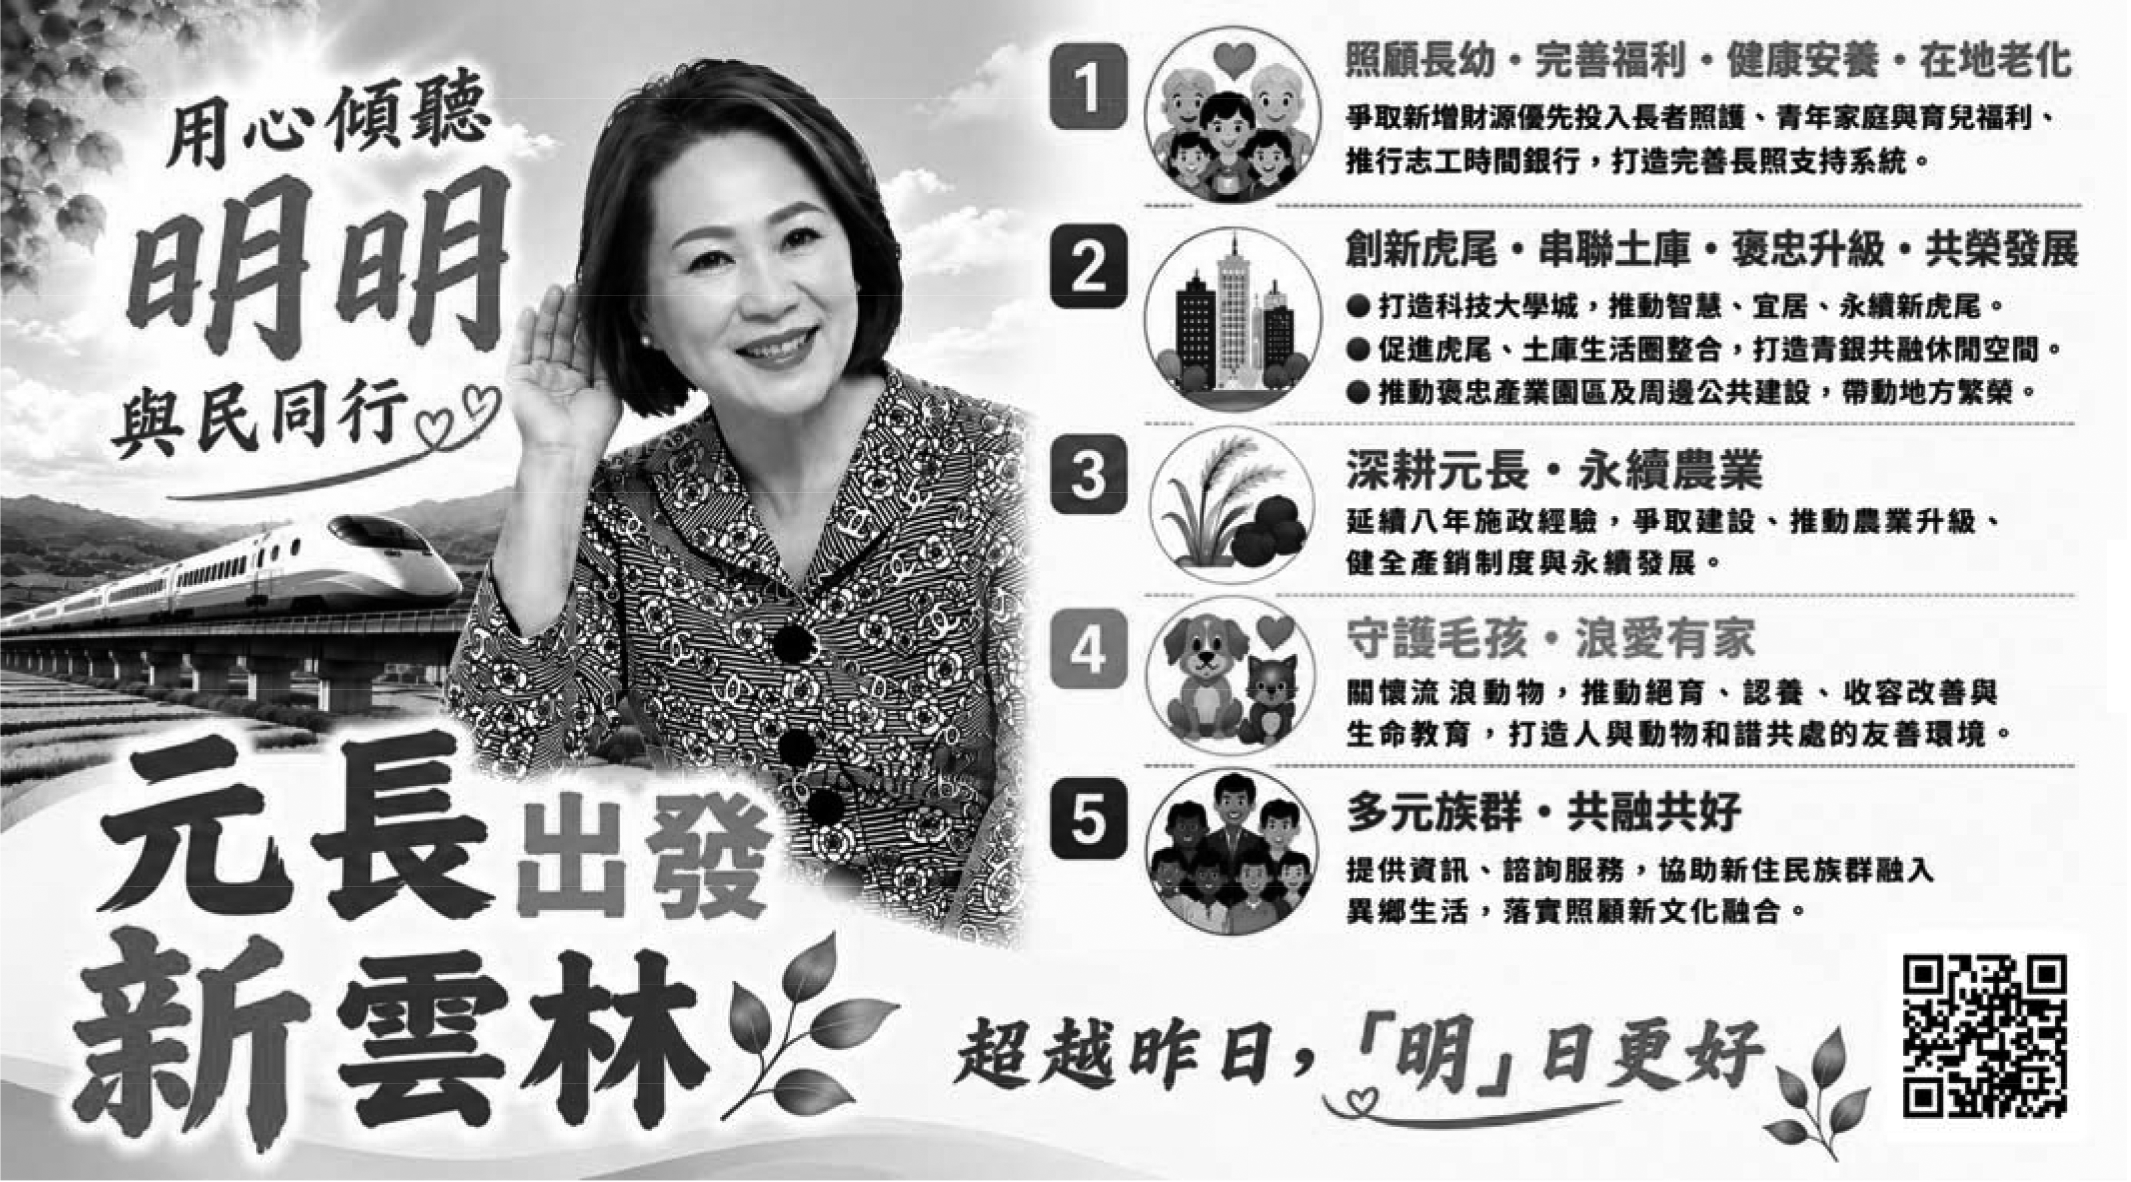 用心傾聽
明明
與民同行
元長出發
新雲林
1
照顧長幼・完善福利・健康安養・在地老化
爭取新增財源優先投入長者照護、青年家庭與育兒福利、
推行志工時間銀行，打造完善長照支持系統。
2
創新虎尾・串聯土庫・褒忠升級・共榮發展
●打造科技大學城，推動智慧、宜居、永續新虎尾。
●促進虎尾、土庫生活圈整合，打造青銀共融休閒空間。
●推動褒忠產業園區及周邊公共建設，帶動地方繁榮。
3
深耕元長・永續農業
延續八年施政經驗，爭取建設、推動農業升級、
健全產銷制度與永續發展。
4
守護毛孩・浪愛有家
關懷流浪動物，推動絕育、認養、收容改善與
生命教育，打造人與動物和諧共處的友善環境。
5
多元族群・共融共好
提供資訊、諮詢服務，協助新住民族群融入
異鄉生活，落實照顧新文化融合。
超越昨日，「明」日更好